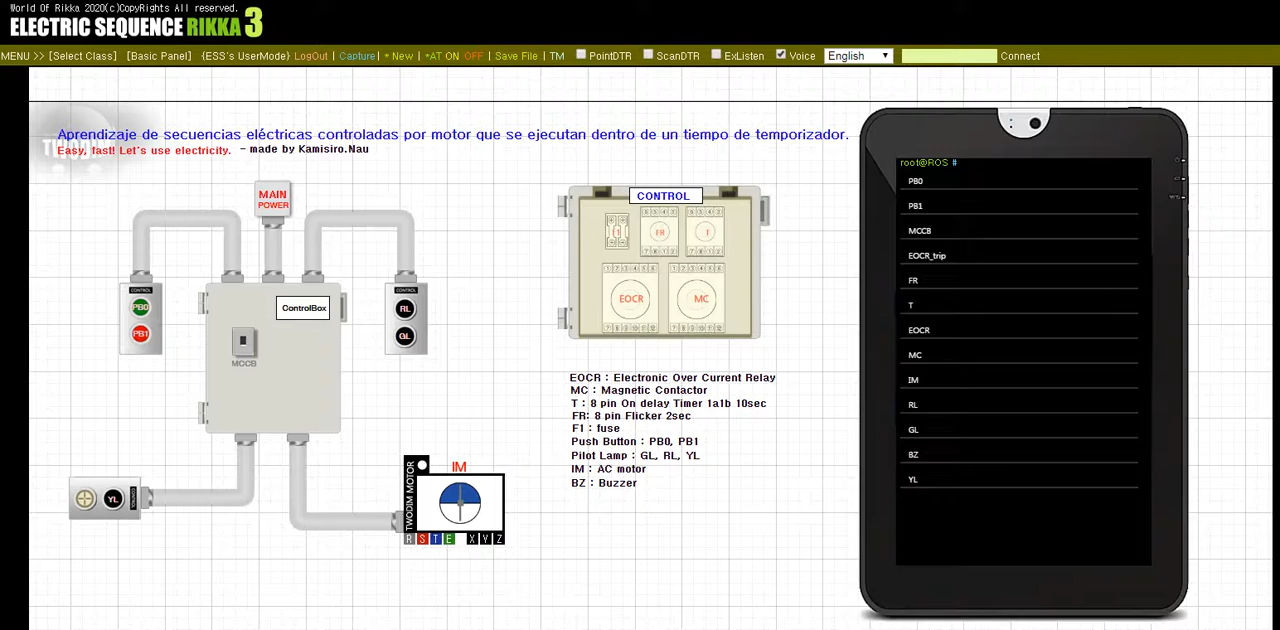 World Of Rikka 2020(c)CopyRights All reserved.
ELECTRIC SEQUENCE RIKKA 3
MENU >> [Select Class] [Basic Panel] {ESS's UserMode} LogOut | Capture | * New | *AT ON OFF | Save File | TM PointDTR ScanDTR ExListen Voice English Connect
Aprendizaje de secuencias eléctricas controladas por motor que se ejecutan dentro de un tiempo de temporizador.
Easy, fast! Let's use electricity. - made by Kamisiro.Nau
MAIN
POWER
CONTROL
PB0
PB1
ControlBox
MCCB
CONTROL
RL
GL
YL
CONTROL
IM
TWODIM MOTOR
R S T E X Y Z
CONTROL
F1
FR
T
EOCR
MC
EOCR : Electronic Over Current Relay
MC : Magnetic Contactor
T : 8 pin On delay Timer 1a1b 10sec
FR: 8 pin Flicker 2sec
F1 : fuse
Push Button : PB0, PB1
Pilot Lamp : GL, RL, YL
IM : AC motor
BZ : Buzzer
root@ROS #
PB0
PB1
MCCB
EOCR_trip
FR
T
EOCR
MC
IM
RL
GL
BZ
YL